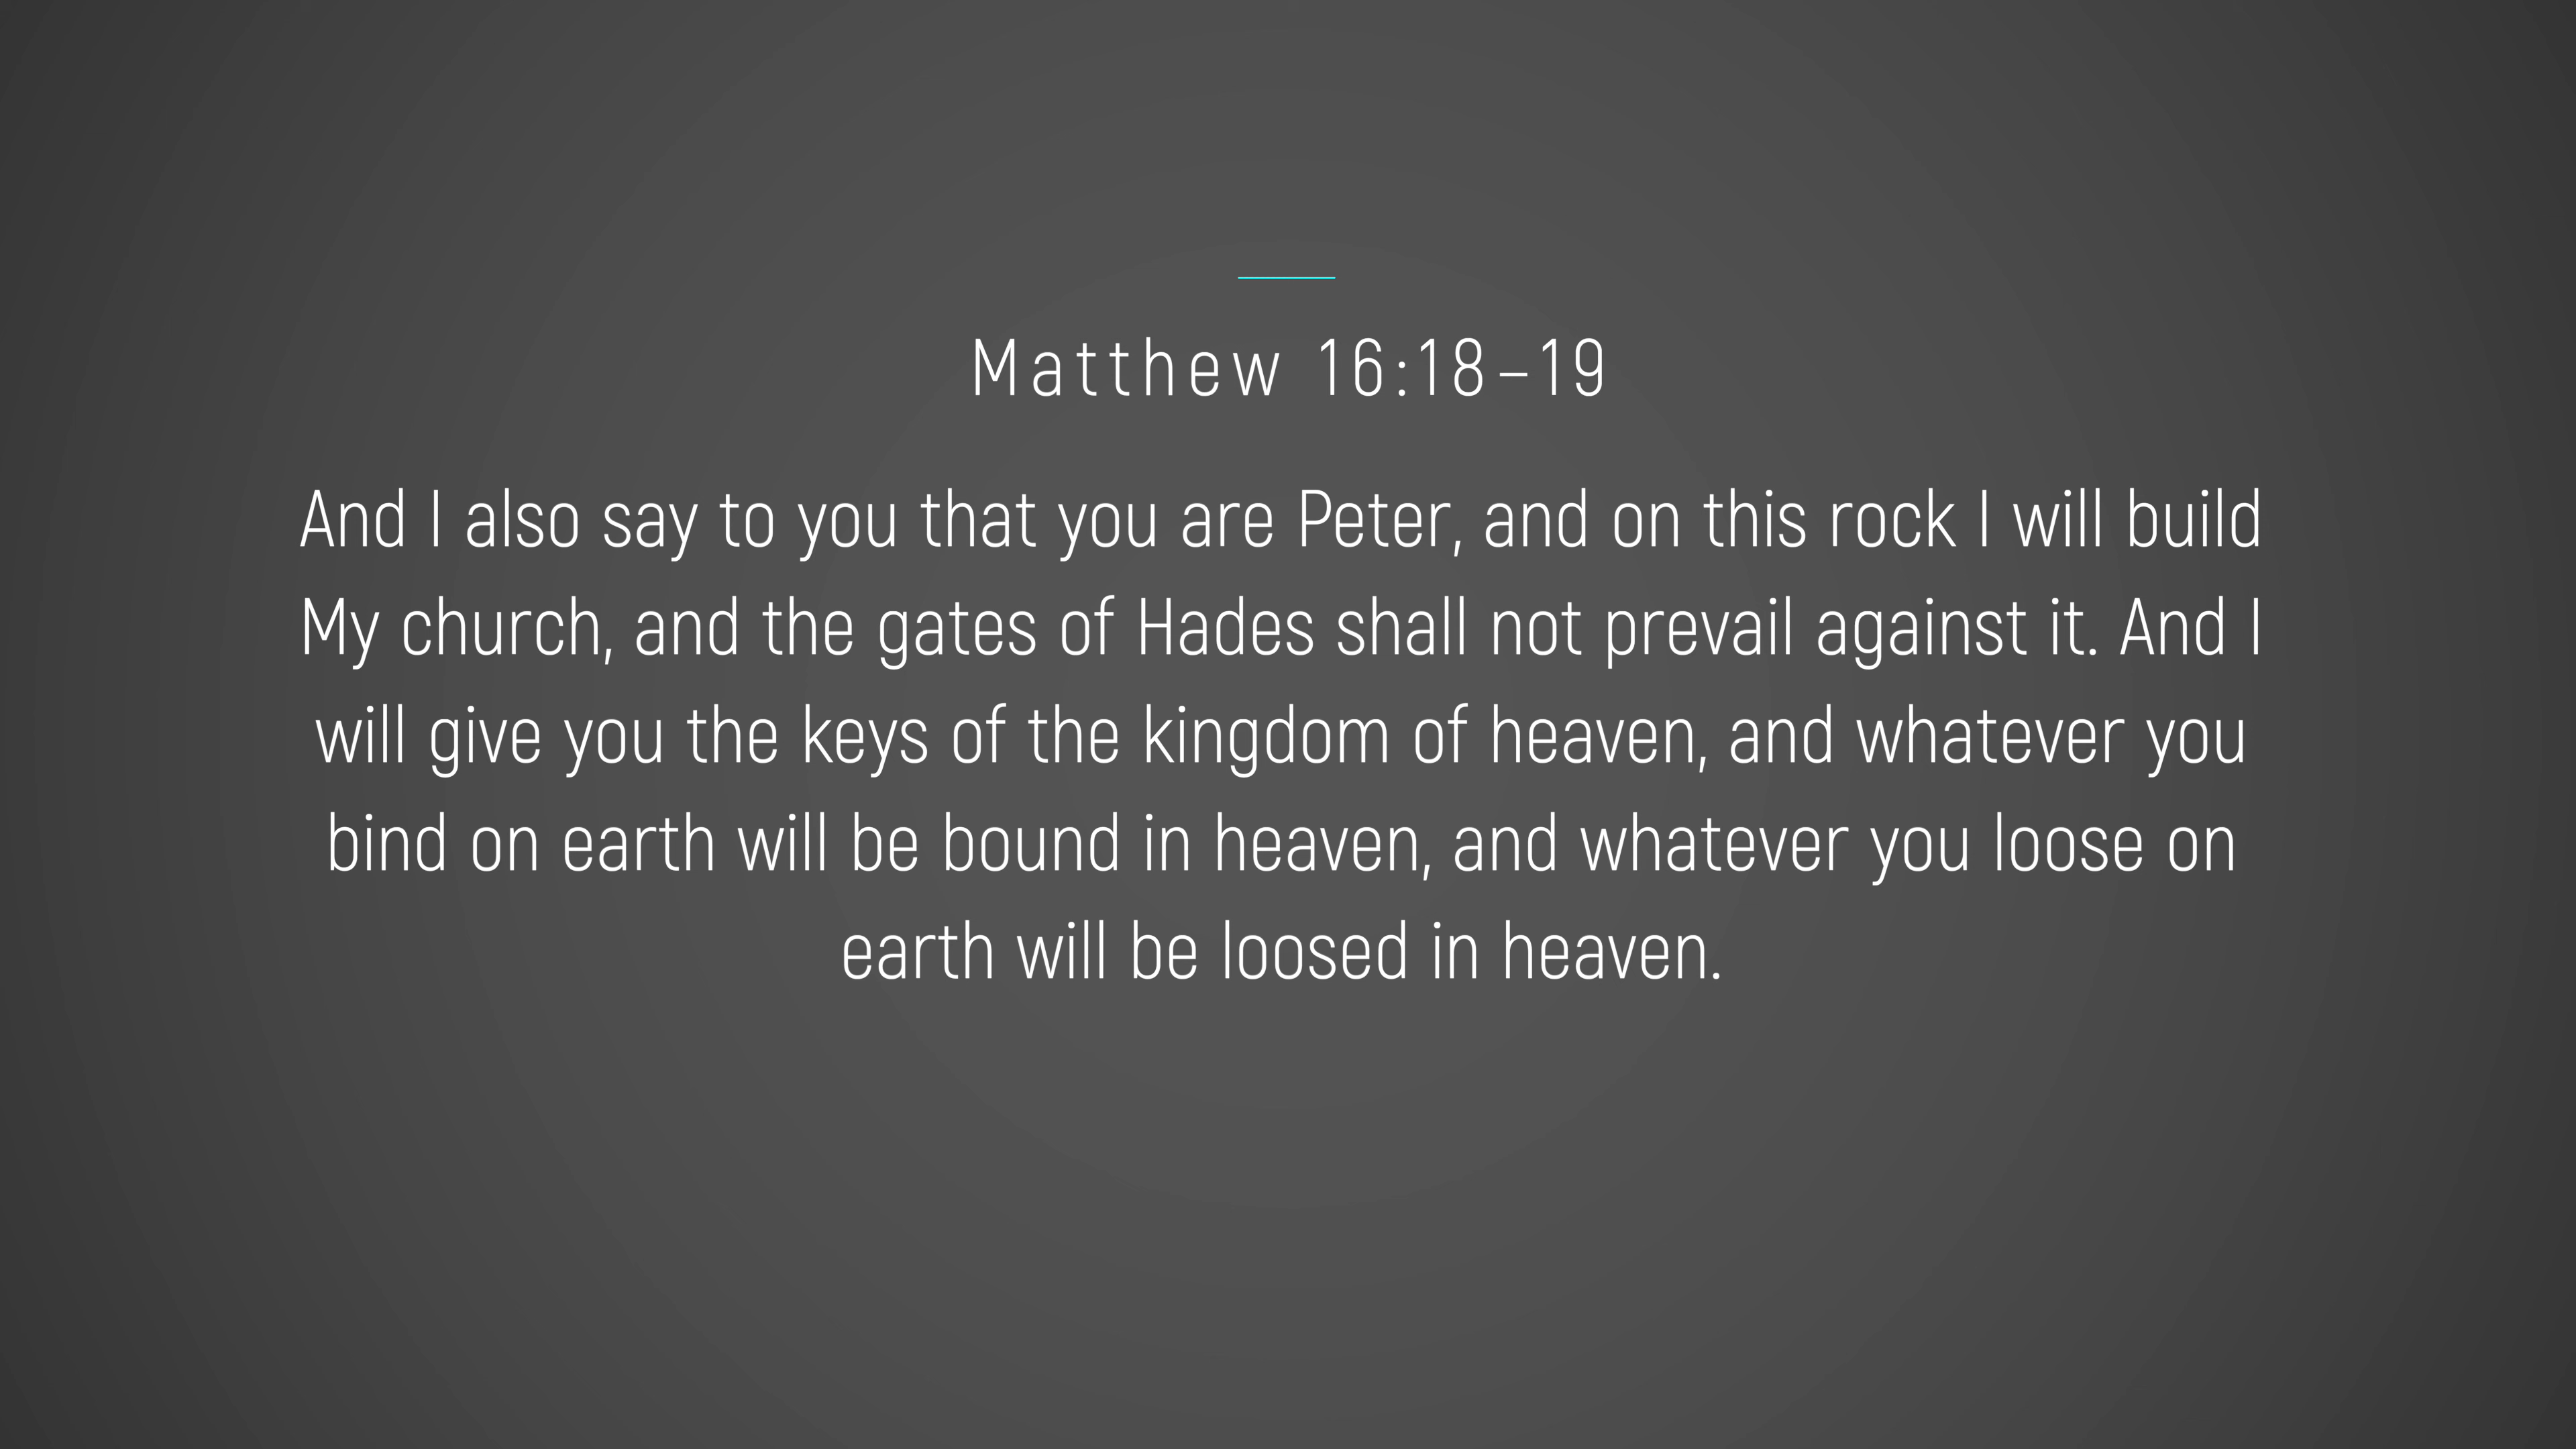 Matthew 16:18–19
And I also say to you that you are Peter, and on this rock I will build
My church, and the gates of Hades shall not prevail against it. And I
will give you the keys of the kingdom of heaven, and whatever you
bind on earth will be bound in heaven, and whatever you loose on
earth will be loosed in heaven.